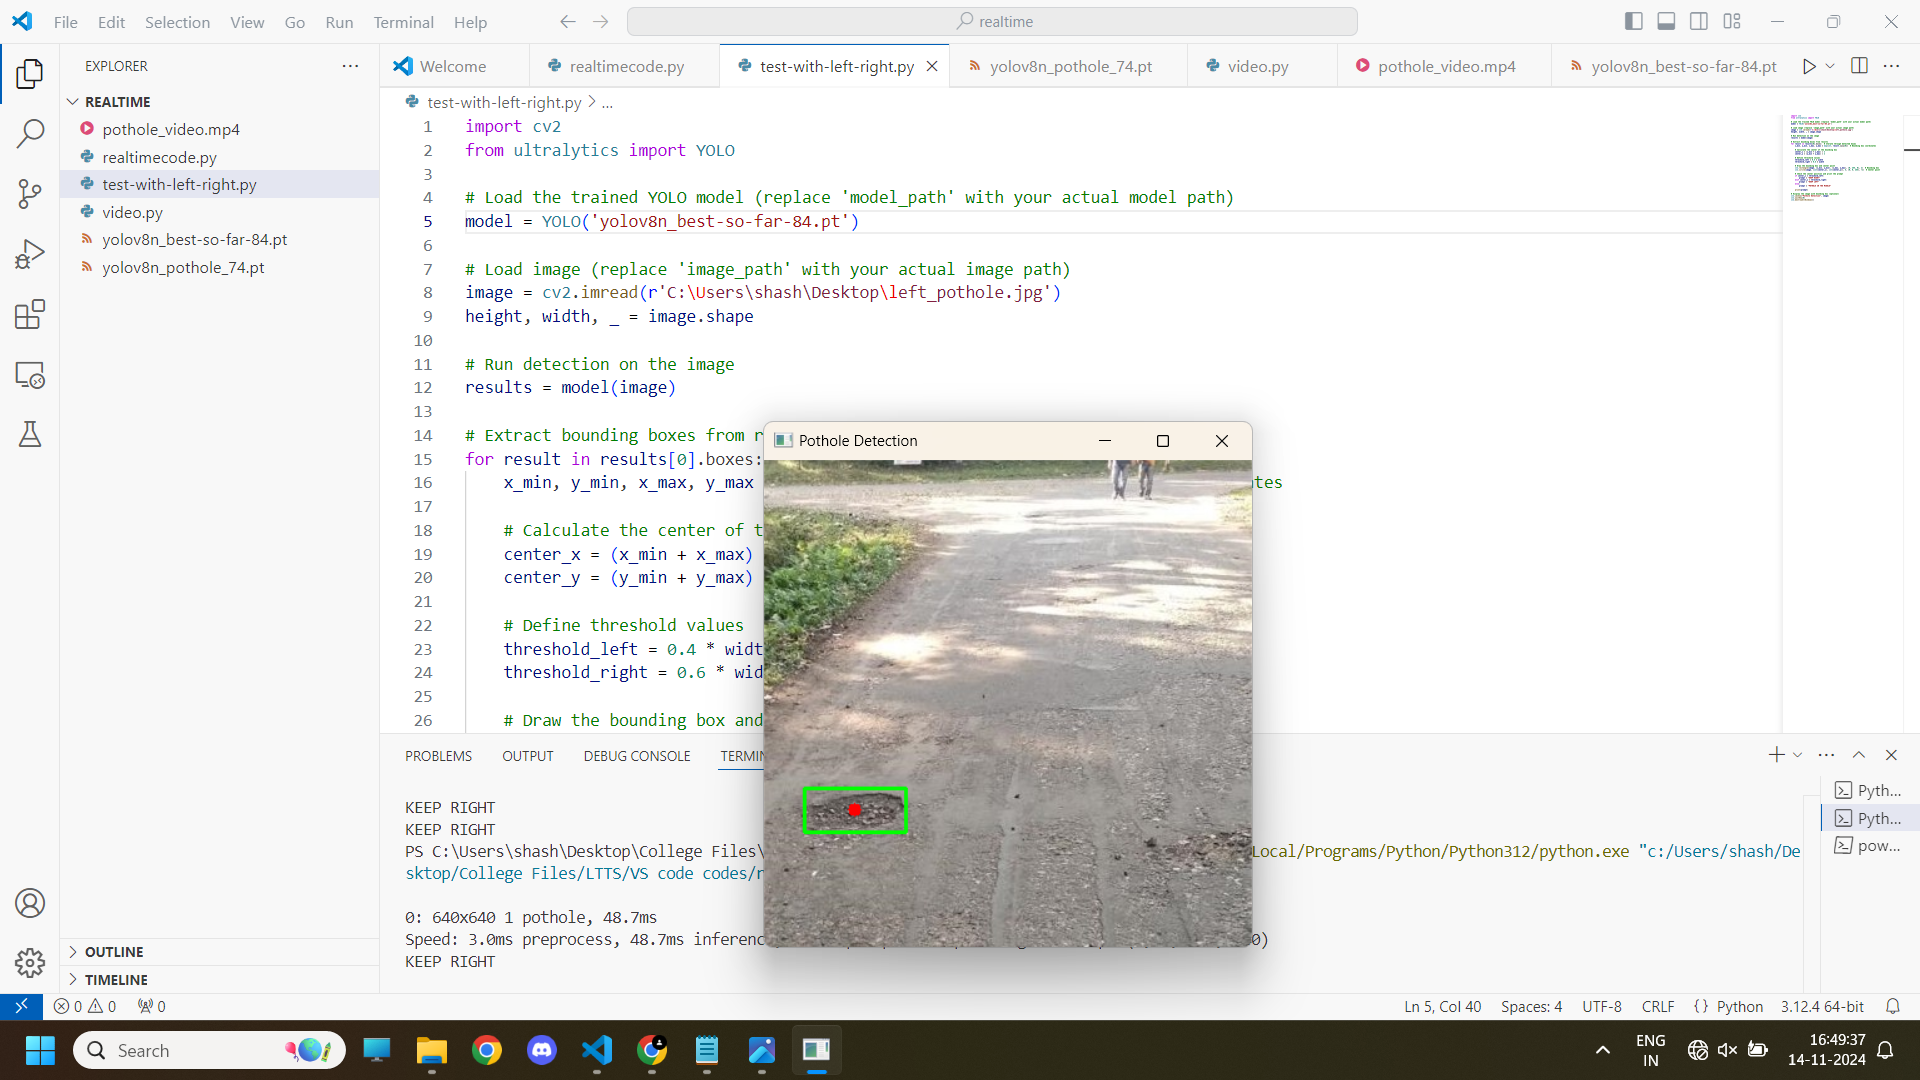 File Edit Selection View Go Run Terminal Help
realtime
EXPLORER
REALTIME
pothole_video.mp4
realtimecode.py
test-with-left-right.py
video.py
yolov8n_best-so-far-84.pt
yolov8n_pothole_74.pt
OUTLINE
TIMELINE
Welcome realtimecode.py test-with-left-right.py yolov8n_pothole_74.pt video.py pothole_video.mp4 yolov8n_best-so-far-84.pt
test-with-left-right.py > ...
1 import cv2
2 from ultralytics import YOLO
3
4 # Load the trained YOLO model (replace 'model_path' with your actual model path)
5 model = YOLO('yolov8n_best-so-far-84.pt')
6
7 # Load image (replace 'image_path' with your actual image path)
8 image = cv2.imread(r'C:\Users\shash\Desktop\left_pothole.jpg')
9 height, width, _ = image.shape
10
11 # Run detection on the image
12 results = model(image)
13
14 # Extract bounding boxes from r
15 for result in results[0].boxes:
16 x_min, y_min, x_max, y_max tes
17
18 # Calculate the center of t
19 center_x = (x_min + x_max)
20 center_y = (y_min + y_max)
21
22 # Define threshold values
23 threshold_left = 0.4 * widt
24 threshold_right = 0.6 * wid
25
26 # Draw the bounding box and
Pothole Detection
PROBLEMS OUTPUT DEBUG CONSOLE TERMIN
KEEP RIGHT
KEEP RIGHT
PS C:\Users\shash\Desktop\College Files\ Local/Programs/Python/Python312/python.exe "c:/Users/shash/De
sktop/College Files/LTTS/VS code codes/r
0: 640x640 1 pothole, 48.7ms
Speed: 3.0ms preprocess, 48.7ms inferenc 0)
KEEP RIGHT
Pyth...
Pyth...
pow...
0 0 0
Ln 5, Col 40 Spaces: 4 UTF-8 CRLF {} Python 3.12.4 64-bit
Search
ENG
IN
16:49:37
14-11-2024